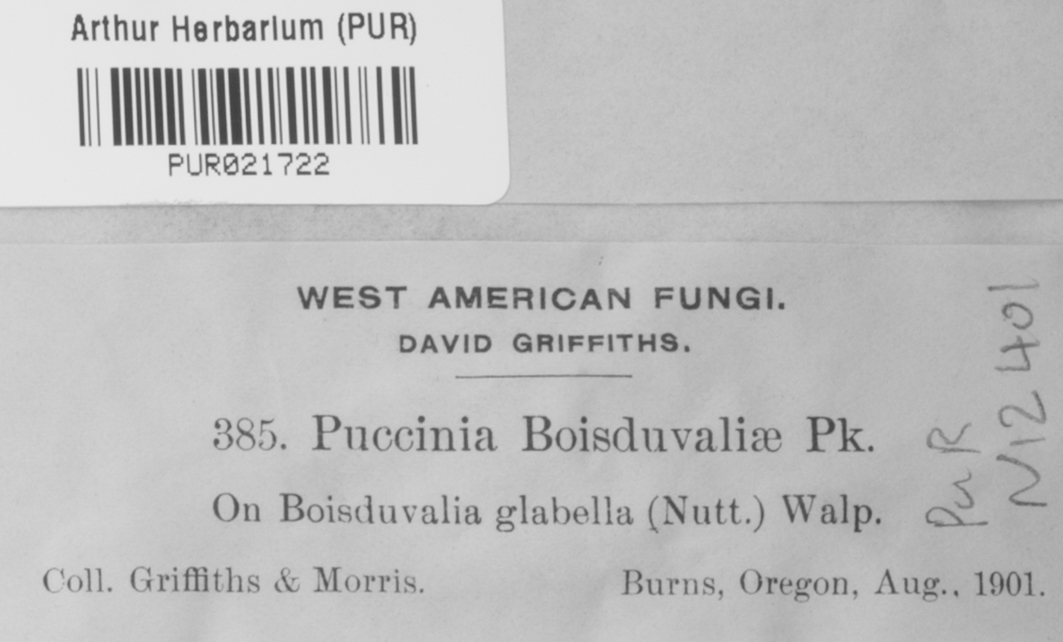 Arthur Herbarium (PUR)
PUR021722
WEST AMERICAN FUNGI.
DAVID GRIFFITHS.
385. Puccinia Boisduvaliæ Pk.
On Boisduvalia glabella (Nutt.) Walp.
Coll. Griffiths & Morris. Burns, Oregon, Aug., 1901.
PUR
N12401